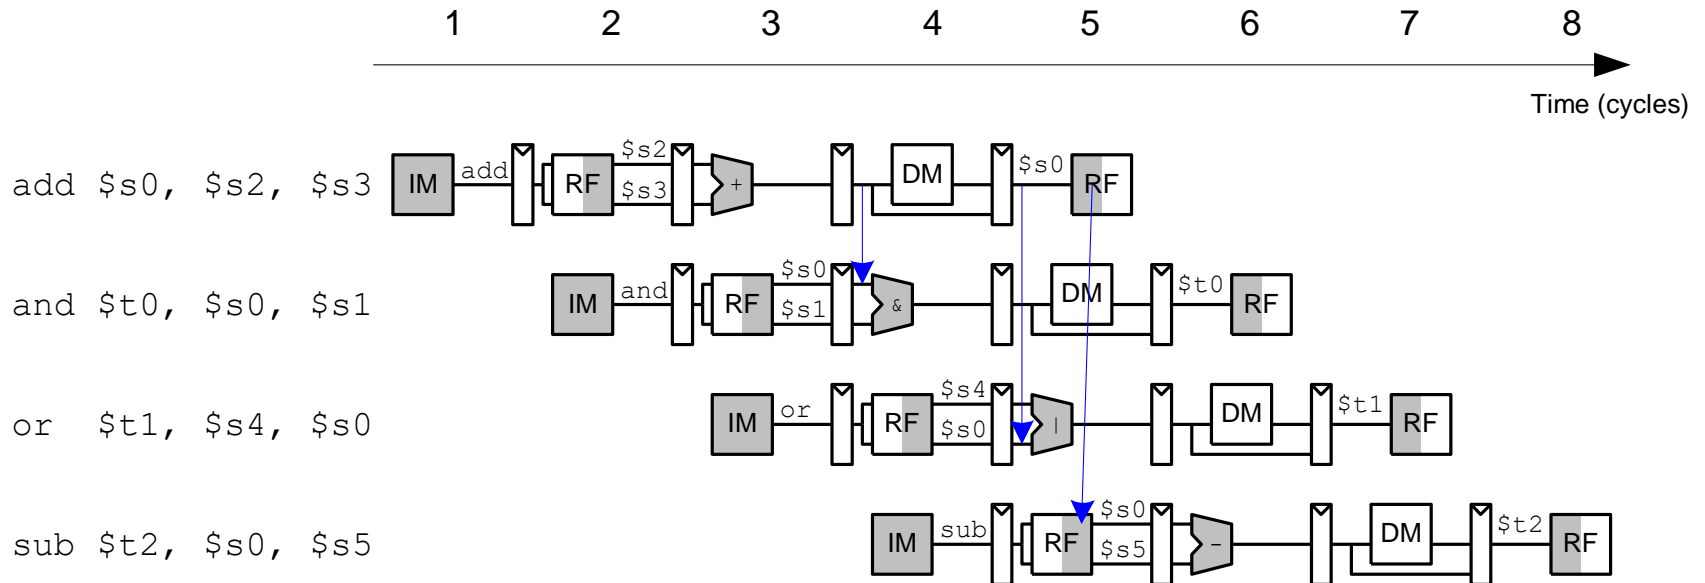 1 2 3 4 5 6 7 8
Time (cycles)
add $s0, $s2, $s3 IM add RF $s2 $s3 + DM $s0 RF
and $t0, $s0, $s1 IM and RF $s0 $s1 & DM $t0 RF
or $t1, $s4, $s0 IM or RF $s4 $s0 | DM $t1 RF
sub $t2, $s0, $s5 IM sub RF $s0 $s5 - DM $t2 RF